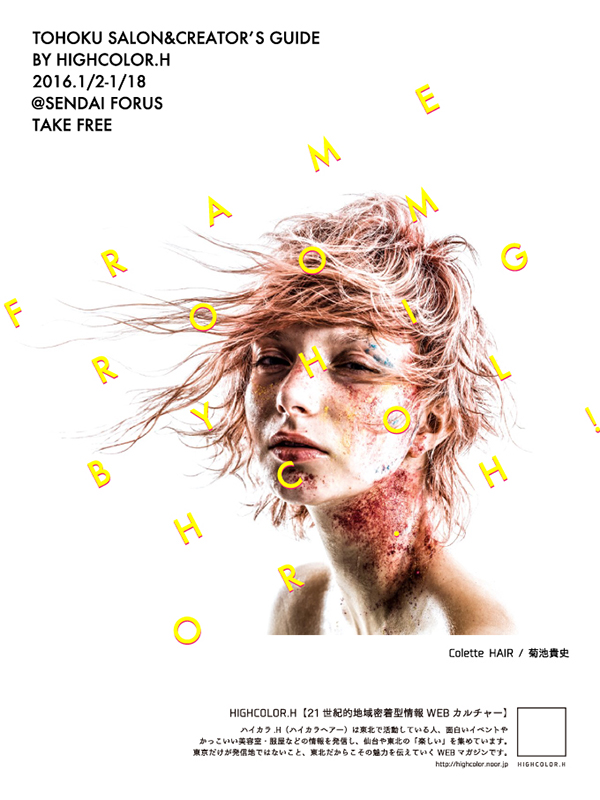 TOHOKU SALON&CREATOR'S GUIDE
BY HIGHCOLOR.H
2016.1/2-1/18
@SENDAI FORUS
TAKE FREE
FRAME
ROOM
BYHIG
HCOL
OR.H!
Colette HAIR / 菊池貴史
HIGHCOLOR.H【21世紀的地域密着型情報WEBカルチャー】
ハイカラ.H（ハイカラヘアー）は東北で活動している人、面白いイベントや
かっこいい美容室・服屋などの情報を発信し、仙台や東北の「楽しい」を集めています。
東京だけが発信地ではないこと、東北だからこその魅力を伝えていくWEBマガジンです。
http://highcolor.noor.jp
HIGHCOLOR.H